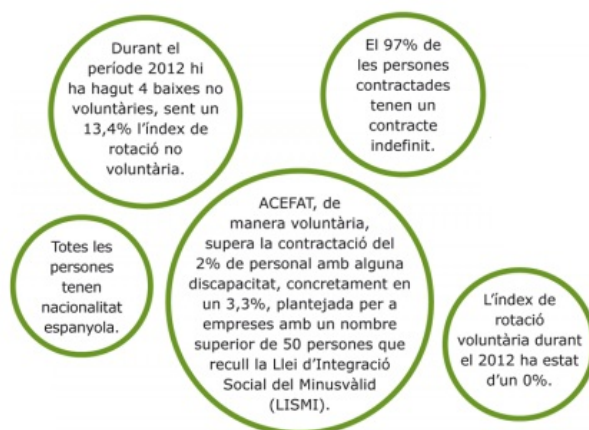 Durant el
període 2012 hi
ha hagut 4 baixes no
voluntàries, sent un
13,4% l’índex de
rotació no
voluntària.
El 97% de
les persones
contractades
tenen un
contracte
indefinit.
ACEFAT, de
manera voluntària,
supera la contractació del
2% de personal amb alguna
discapacitat, concretament en
un 3,3%, plantejada per a
empreses amb un nombre
superior de 50 persones que
recull la Llei d’Integració
Social del Minusvàlid
(LISMI).
Totes les
persones
tenen
nacionalitat
espanyola.
L’índex de
rotació
voluntària durant
el 2012 ha estat
d’un 0%.